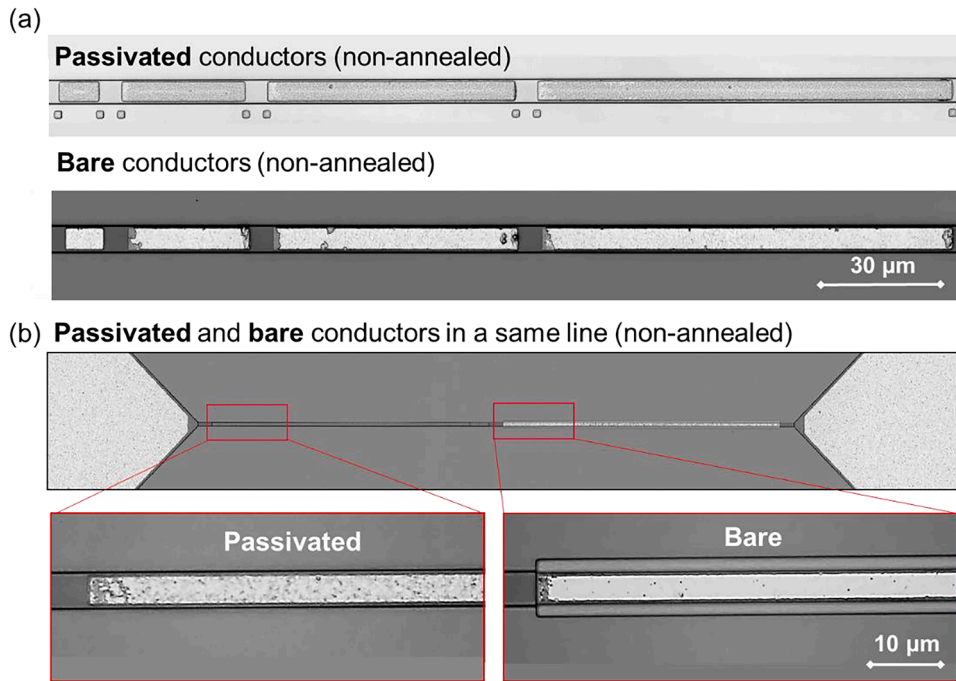 (a)
Passivated conductors (non-annealed)
Bare conductors (non-annealed)
30 µm
(b) Passivated and bare conductors in a same line (non-annealed)
Passivated
Bare
10 µm